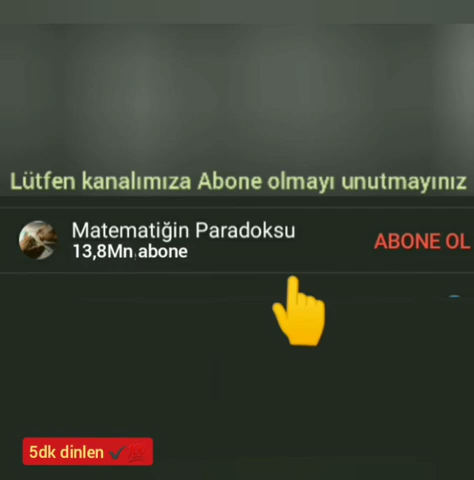 Lütfen kanalımıza Abone olmayı unutmayınız
Matematiğin Paradoksu
13,8Mn abone
ABONE OL
5dk dinlen